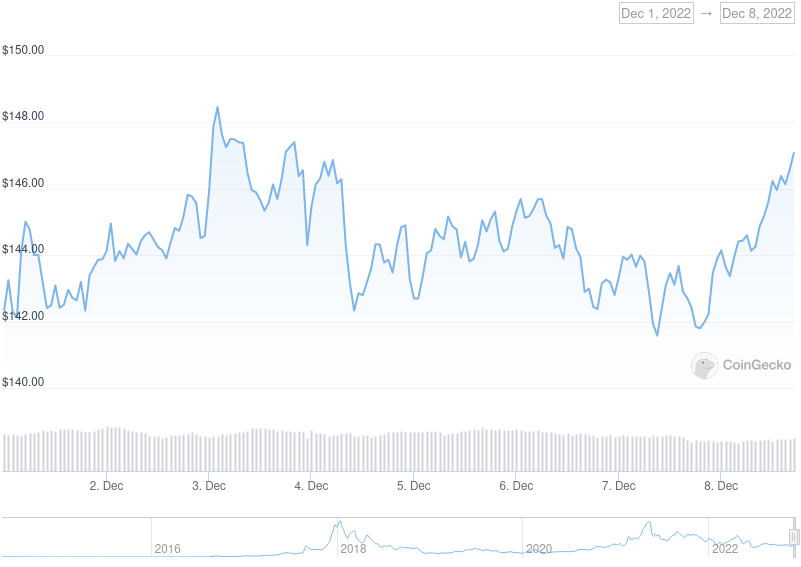 Dec 1, 2022 → Dec 8, 2022
$150.00
$148.00
$146.00
$144.00
$142.00
CoinGecko
$140.00
2. Dec 3. Dec 4. Dec 5. Dec 6. Dec 7. Dec 8. Dec
2016 2018 2020 2022